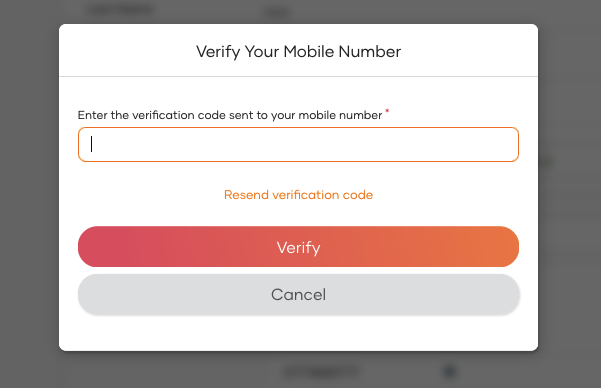 Verify Your Mobile Number
Enter the verification code sent to your mobile number *
Resend verification code
Verify
Cancel